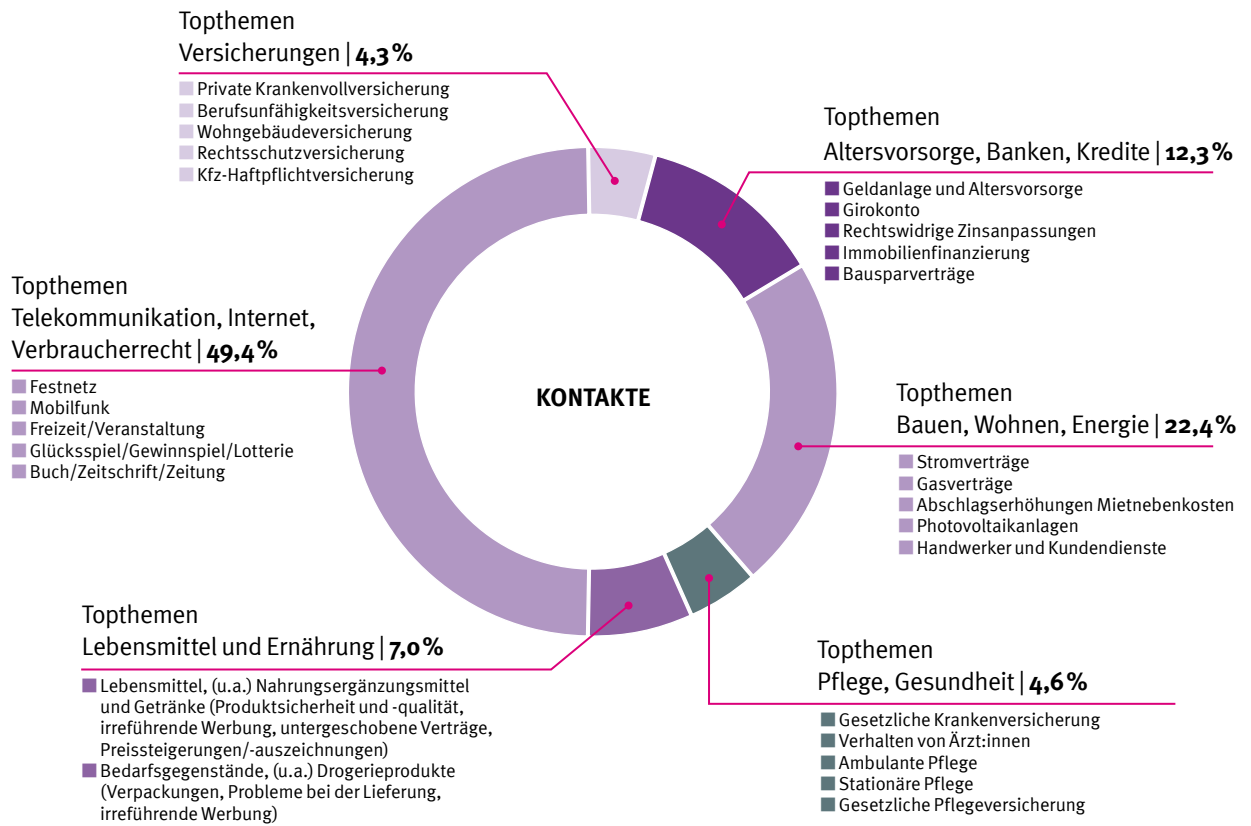 Topthemen
Versicherungen | 4,3 %
Private Krankenvollversicherung
Berufsunfähigkeitsversicherung
Wohngebäudeversicherung
Rechtsschutzversicherung
Kfz-Haftpflichtversicherung
Topthemen
Altersvorsorge, Banken, Kredite | 12,3 %
Geldanlage und Altersvorsorge
Girokonto
Rechtswidrige Zinsanpassungen
Immobilienfinanzierung
Bausparverträge
Topthemen
Telekommunikation, Internet,
Verbraucherrecht | 49,4 %
Festnetz
Mobilfunk
Freizeit/Veranstaltung
Glücksspiel/Gewinnspiel/Lotterie
Buch/Zeitschrift/Zeitung
KONTAKTE
Topthemen
Bauen, Wohnen, Energie | 22,4 %
Stromverträge
Gasverträge
Abschlagserhöhungen Mietnebenkosten
Photovoltaikanlagen
Handwerker und Kundendienste
Topthemen
Lebensmittel und Ernährung | 7,0 %
Lebensmittel, (u.a.) Nahrungsergänzungsmittel
und Getränke (Produktsicherheit und -qualität,
irreführende Werbung, untergeschobene Verträge,
Preissteigerungen/-auszeichnungen)
Bedarfsgegenstände, (u.a.) Drogerieprodukte
(Verpackungen, Probleme bei der Lieferung,
irreführende Werbung)
Topthemen
Pflege, Gesundheit | 4,6 %
Gesetzliche Krankenversicherung
Verhalten von Ärzt:innen
Ambulante Pflege
Stationäre Pflege
Gesetzliche Pflegeversicherung